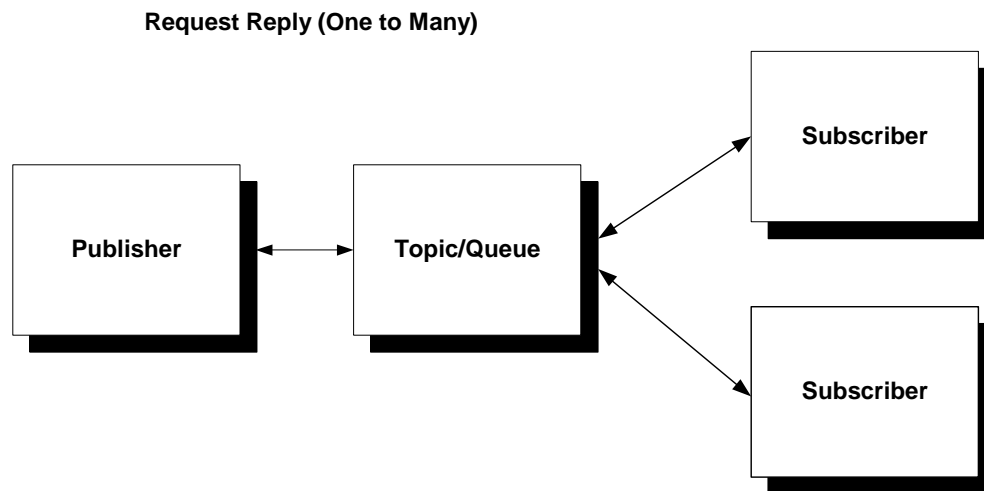 Request Reply (One to Many)
Subscriber
Publisher
Topic/Queue
Subscriber